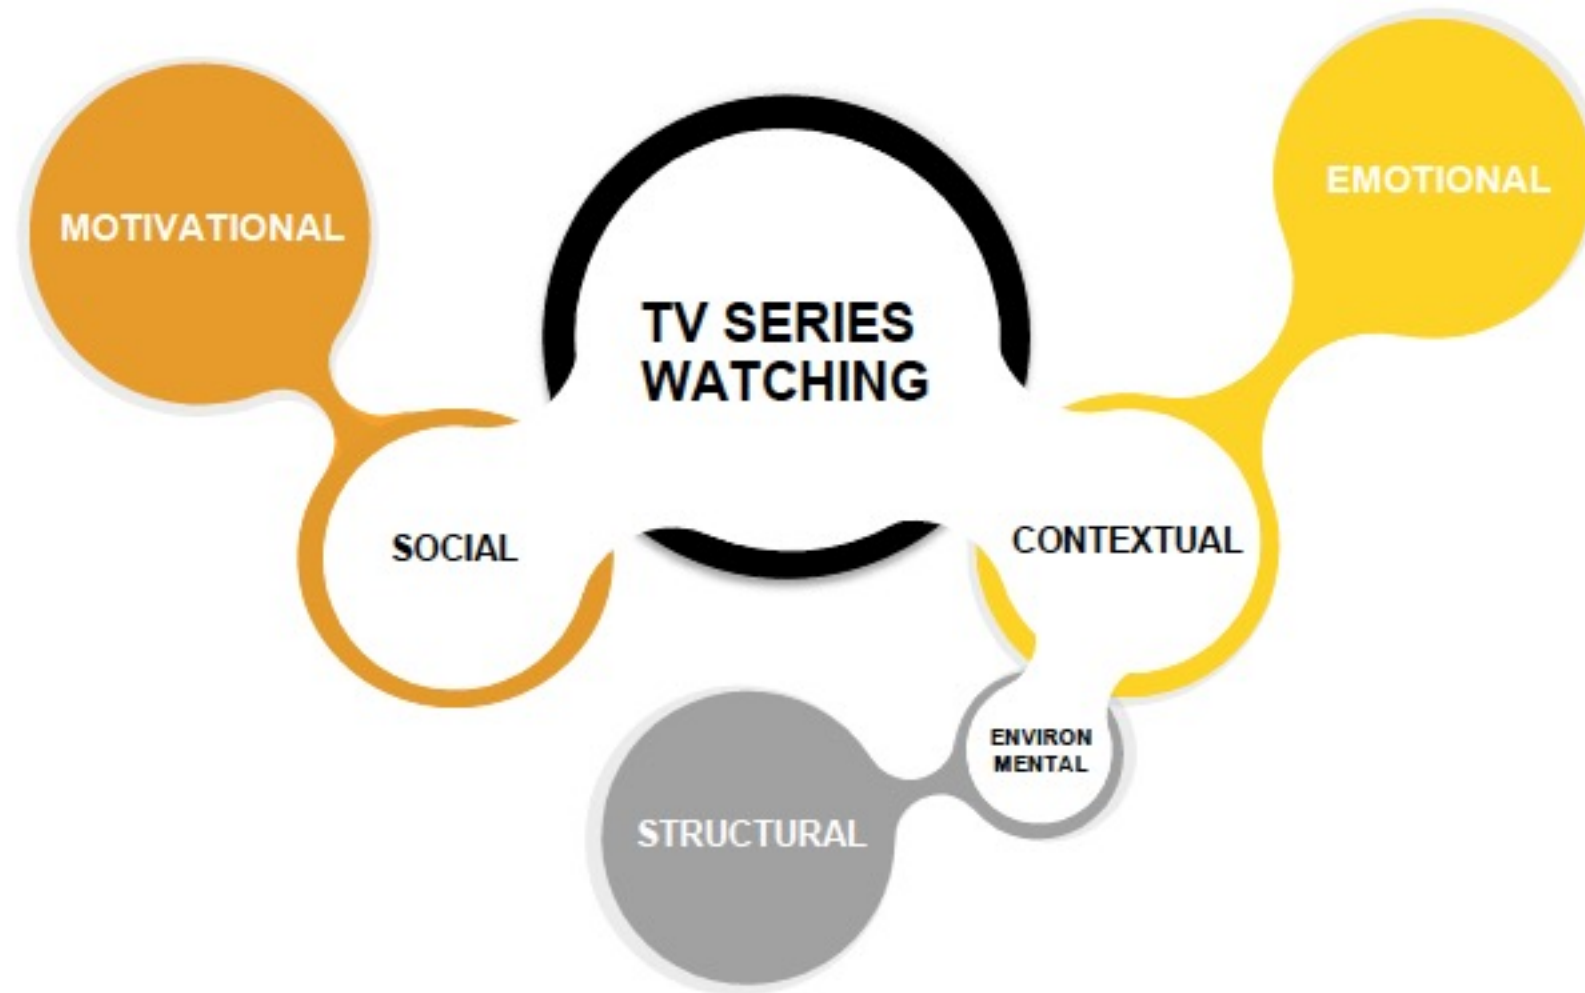 MOTIVATIONAL
EMOTIONAL
TV SERIES
WATCHING
SOCIAL
CONTEXTUAL
ENVIRON
MENTAL
STRUCTURAL